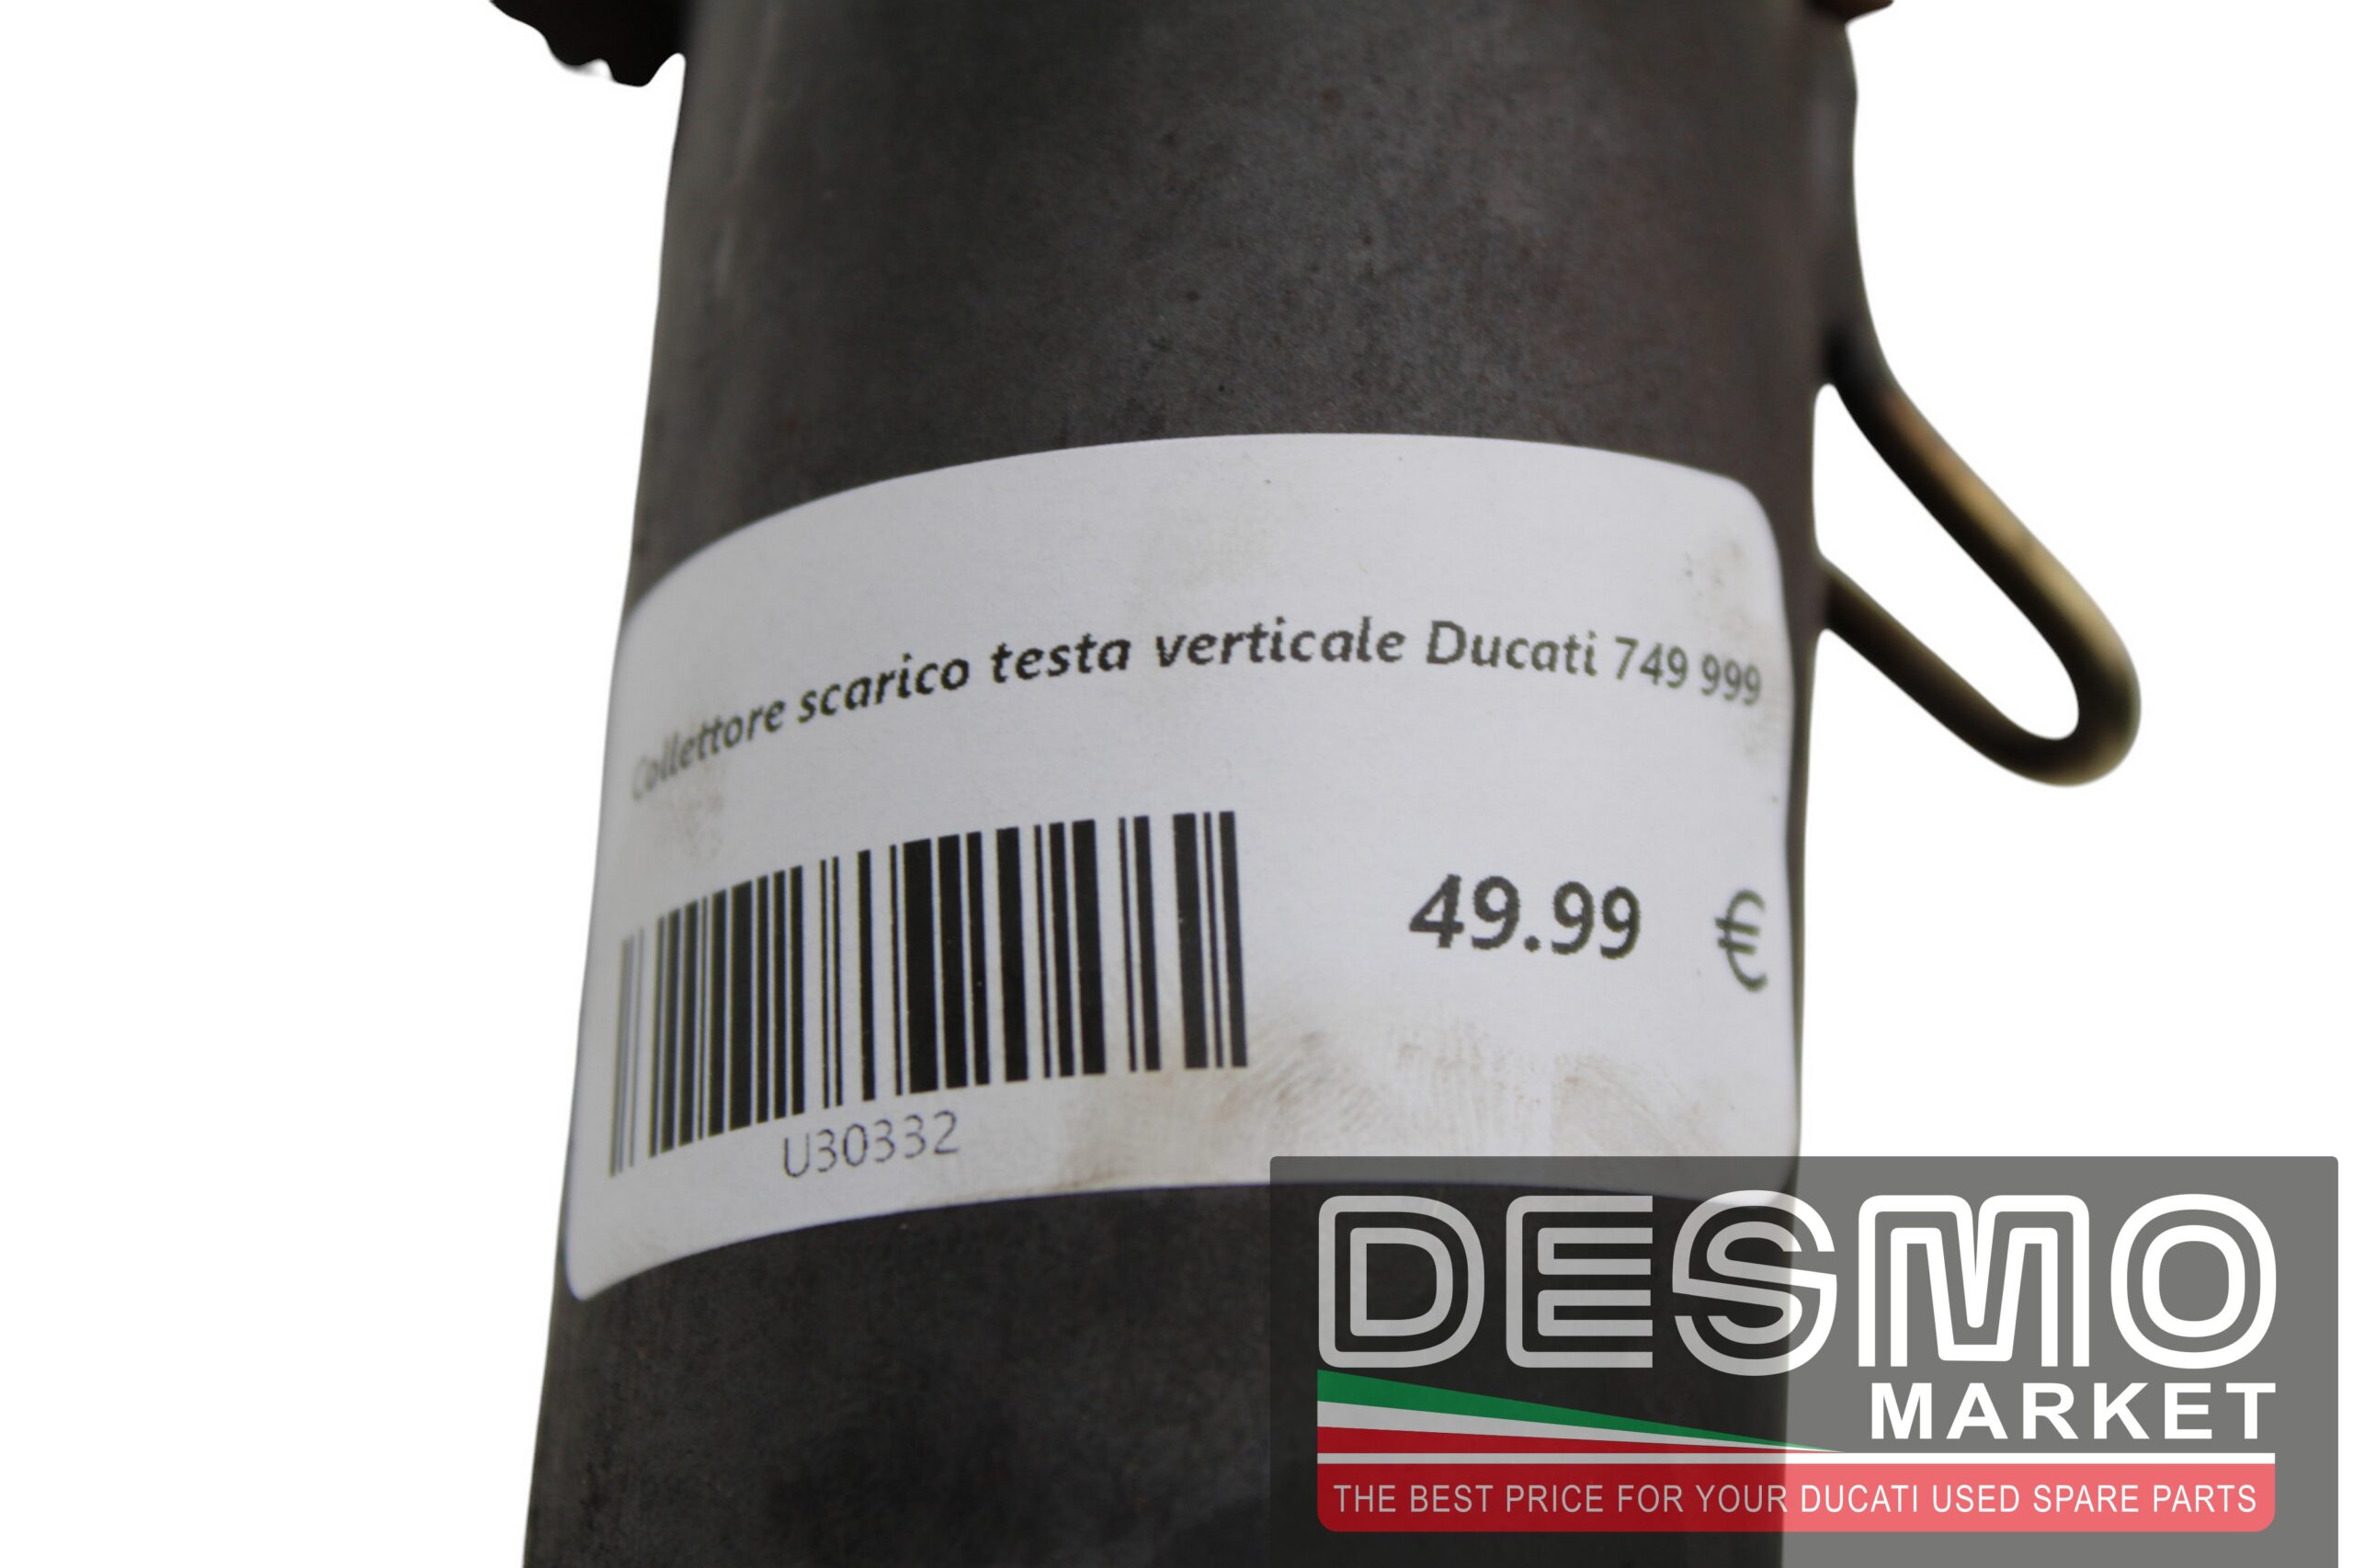 Collettore scarico testa verticale Ducati 749 999
49.99 €
U30332
DESMO
MARKET
THE BEST PRICE FOR YOUR DUCATI USED SPARE PARTS